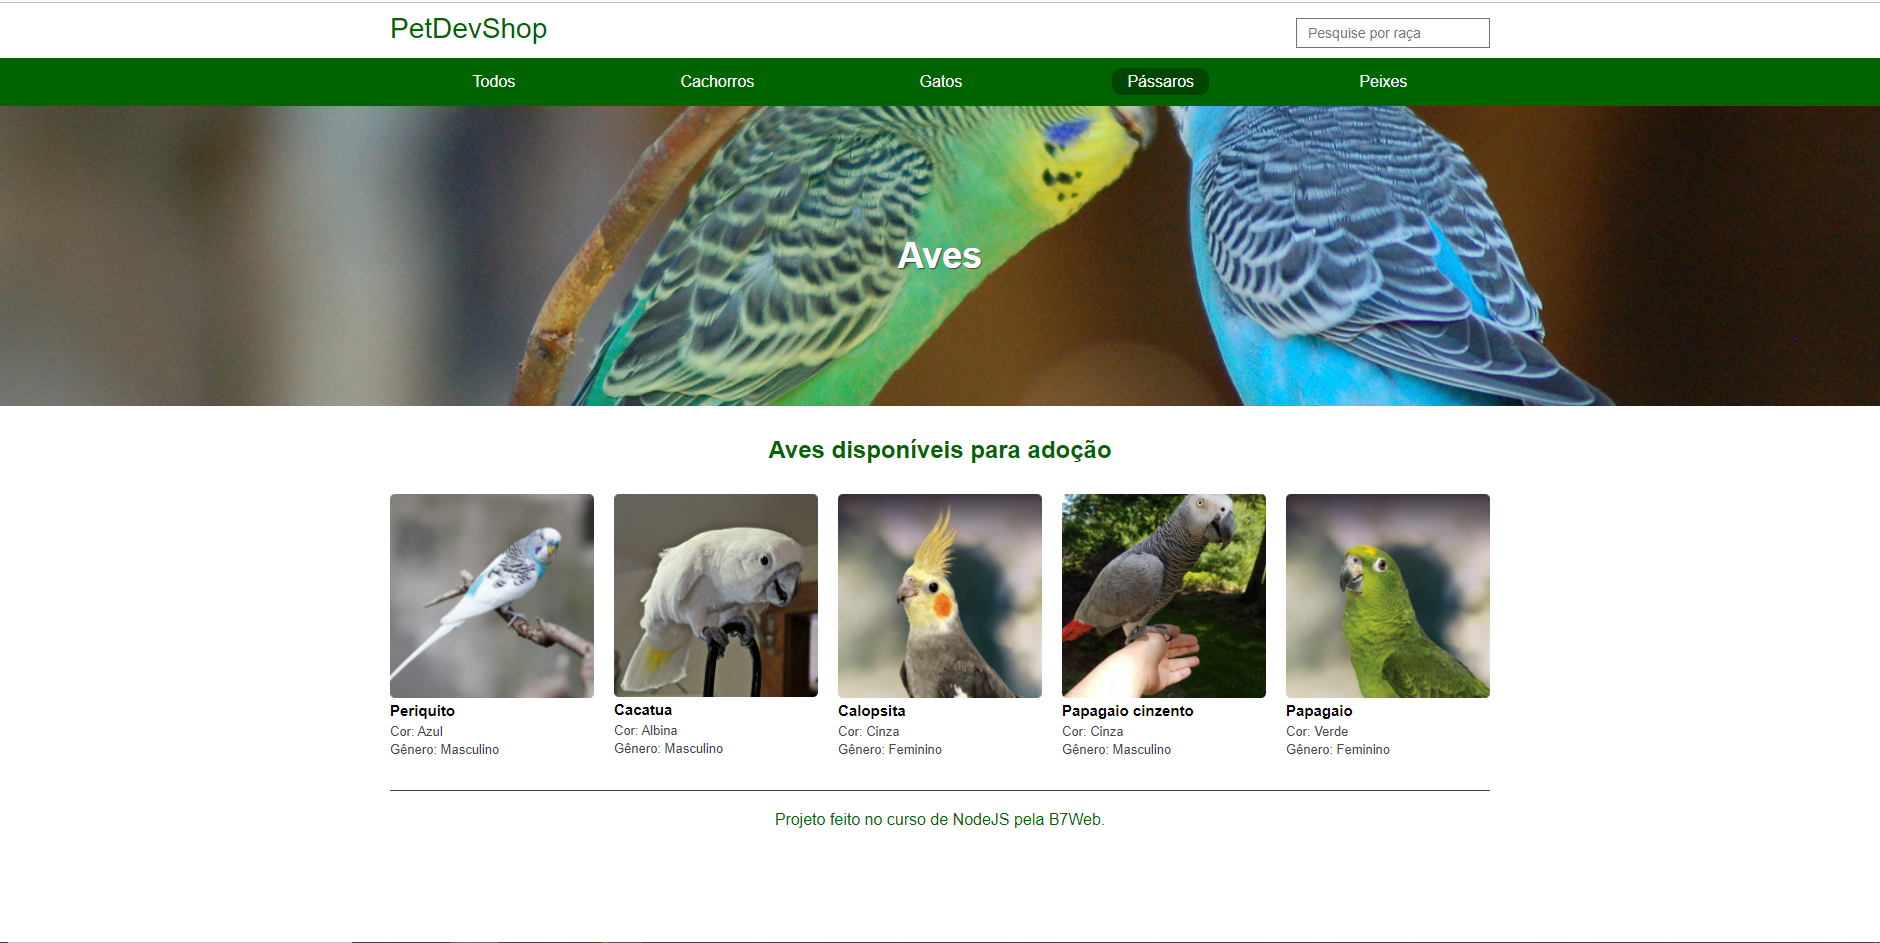 PetDevShop
Pesquise por raça
Todos Cachorros Gatos Pássaros Peixes
Aves
Aves disponíveis para adoção
Periquito
Cor: Azul
Gênero: Masculino
Cacatua
Cor: Albina
Gênero: Masculino
Calopsita
Cor: Cinza
Gênero: Feminino
Papagaio cinzento
Cor: Cinza
Gênero: Masculino
Papagaio
Cor: Verde
Gênero: Feminino
Projeto feito no curso de NodeJS pela B7Web.